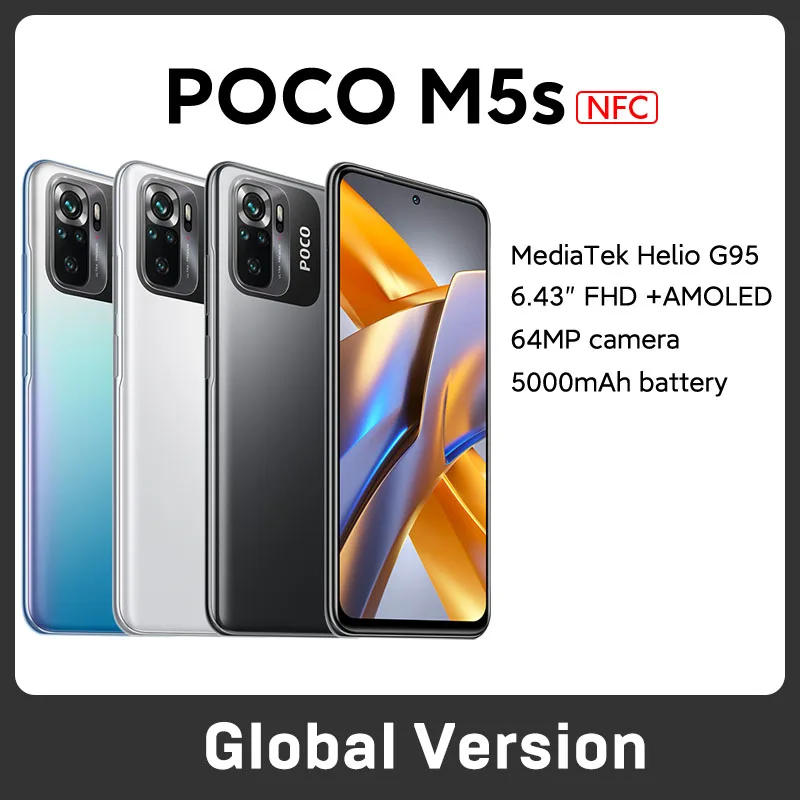 POCO M5s NFC
POCO
MediaTek Helio G95
6.43" FHD +AMOLED
64MP camera
5000mAh battery
Global Version